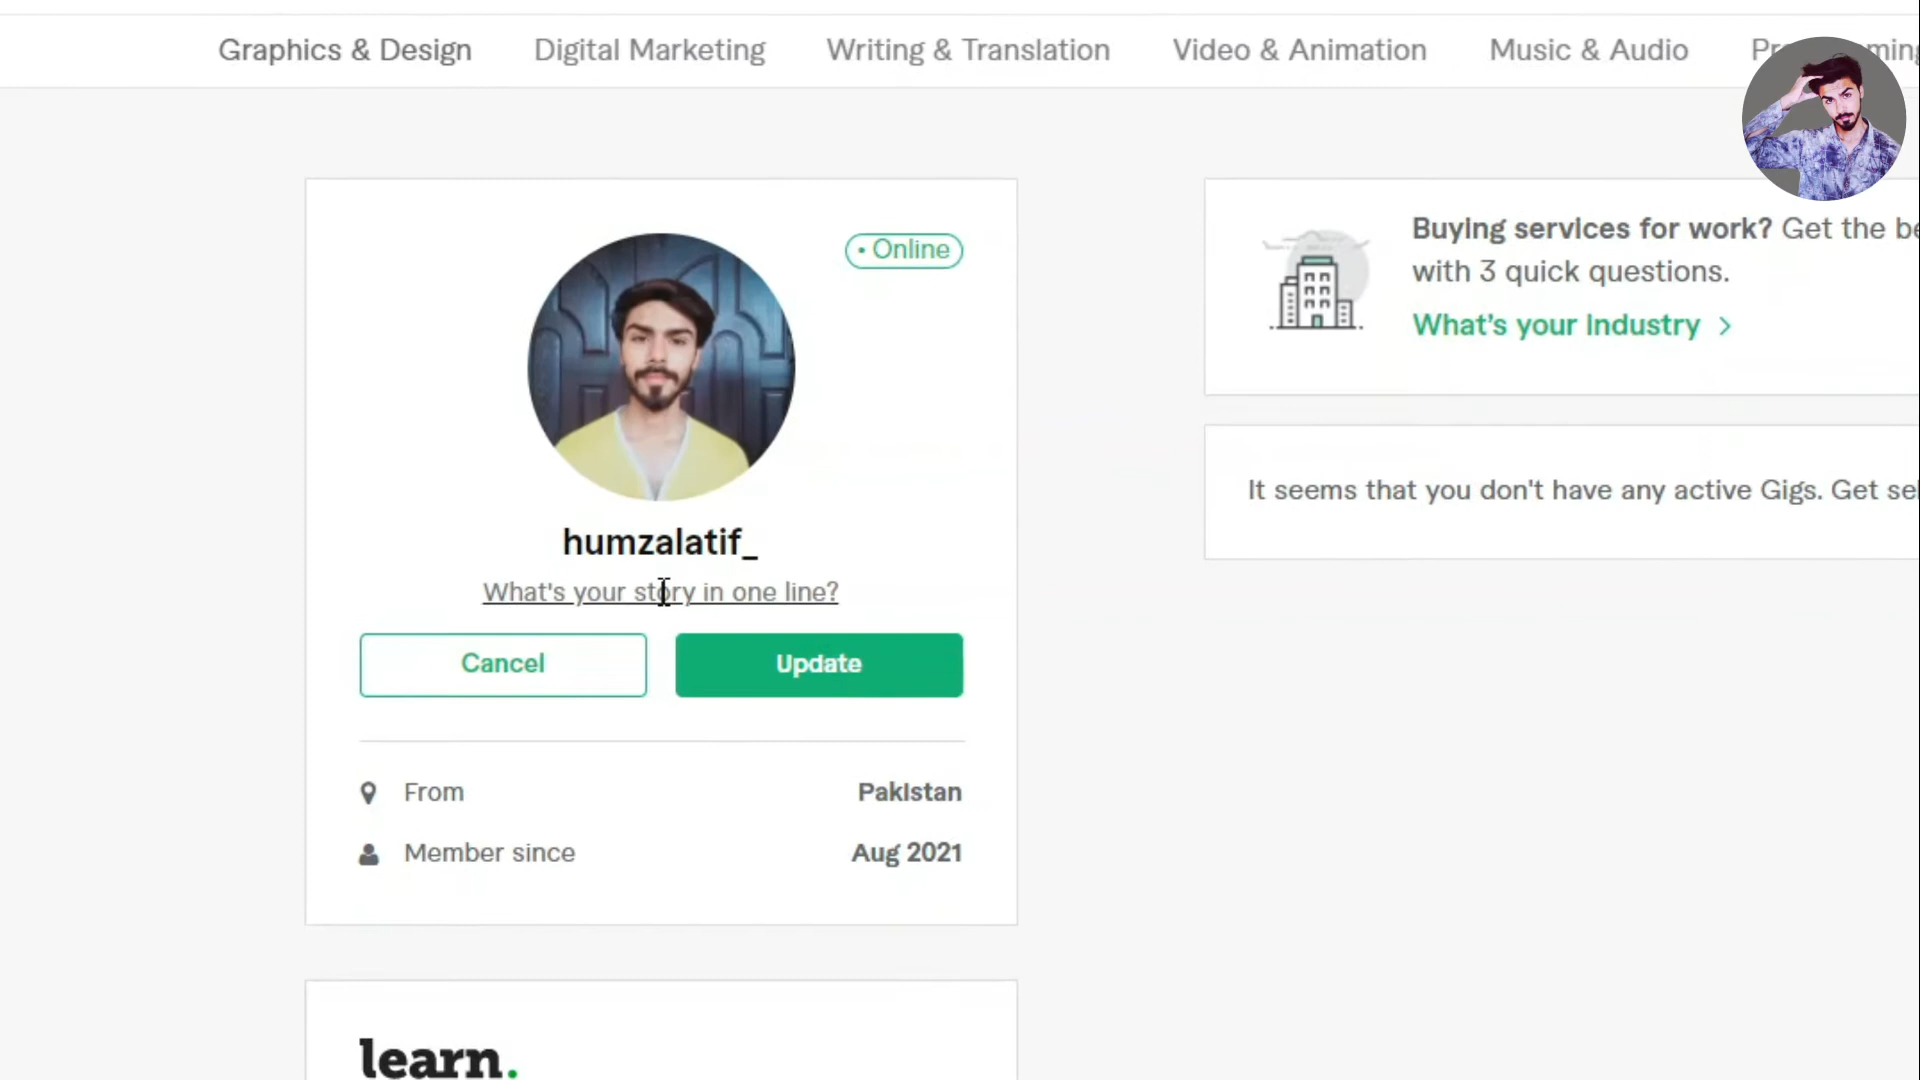 Graphics & Design
Digital Marketing
Writing & Translation
Video & Animation
Music & Audio
Online
humzalatif_
What's your story in one line?
Cancel
Update
From
Pakistan
Member since
Aug 2021
learn.
Buying services for work? Get the be
with 3 quick questions.
What's your Industry
It seems that you don't have any active Gigs. Get sel